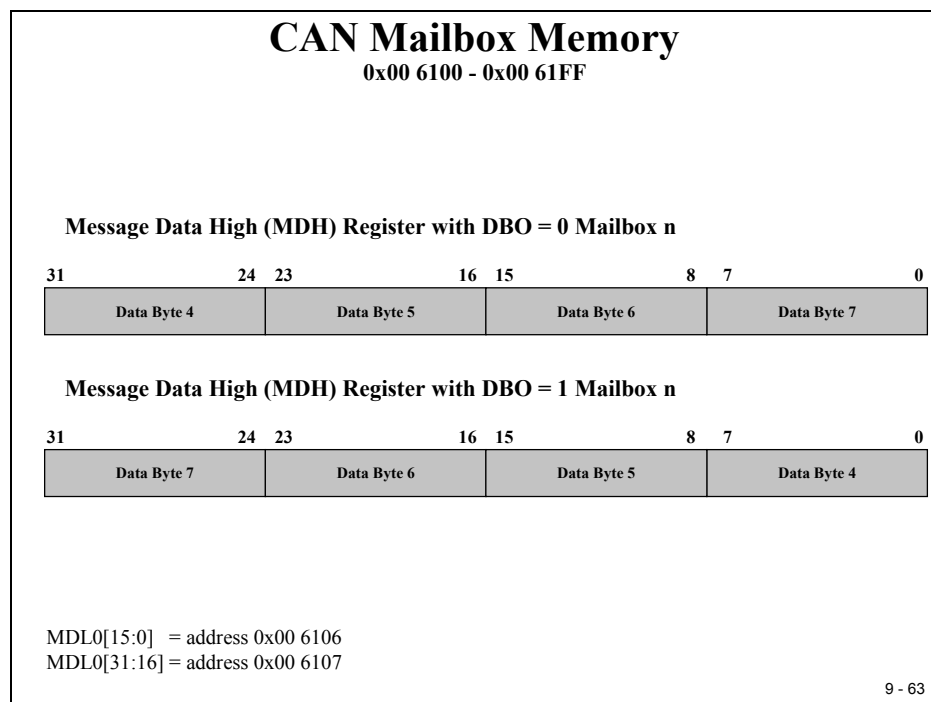 CAN Mailbox Memory
0x00 6100 - 0x00 61FF
Message Data High (MDH) Register with DBO = 0 Mailbox n
31 24 23 16 15 8 7 0
Data Byte 4 Data Byte 5 Data Byte 6 Data Byte 7
Message Data High (MDH) Register with DBO = 1 Mailbox n
31 24 23 16 15 8 7 0
Data Byte 7 Data Byte 6 Data Byte 5 Data Byte 4
MDL0[15:0] = address 0x00 6106
MDL0[31:16] = address 0x00 6107
9 - 63